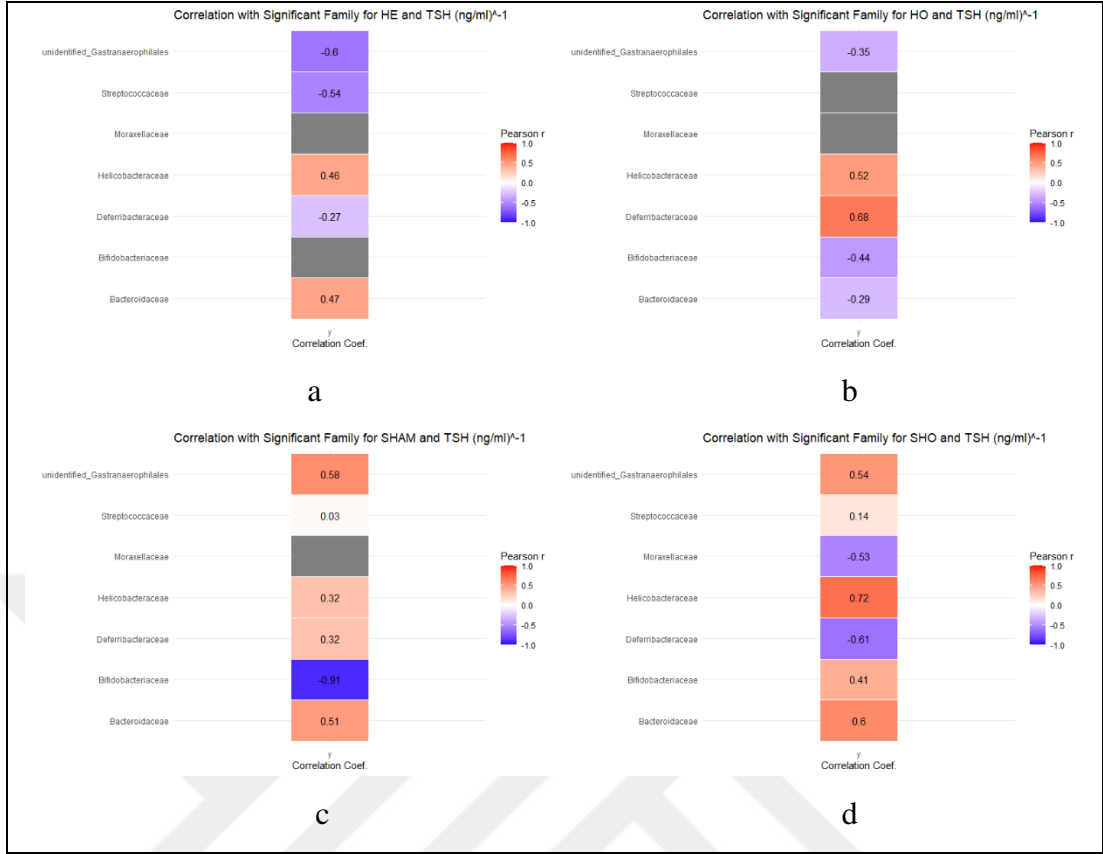 Correlation with Significant Family for HE and TSH (ng/ml)^-1
unidentified_Gastranaerophilales
-0.6
Streptococcaceae
-0.54
Moraxellaceae
Helicobacteraceae
0.46
Deferribacteraceae
-0.27
Bifidobacteriaceae
Bacteroidaceae
0.47
y
Correlation Coef.
Pearson r
1.0
0.5
0.0
-0.5
-1.0
a
Correlation with Significant Family for HO and TSH (ng/ml)^-1
unidentified_Gastranaerophilales
-0.35
Streptococcaceae
Moraxellaceae
Helicobacteraceae
0.52
Deferribacteraceae
0.68
Bifidobacteriaceae
-0.44
Bacteroidaceae
-0.29
y
Correlation Coef.
Pearson r
1.0
0.5
0.0
-0.5
-1.0
b
Correlation with Significant Family for SHAM and TSH (ng/ml)^-1
unidentified_Gastranaerophilales
0.58
Streptococcaceae
0.03
Moraxellaceae
Helicobacteraceae
0.32
Deferribacteraceae
0.32
Bifidobacteriaceae
-0.91
Bacteroidaceae
0.51
y
Correlation Coef.
Pearson r
1.0
0.5
0.0
-0.5
-1.0
c
Correlation with Significant Family for SHO and TSH (ng/ml)^-1
unidentified_Gastranaerophilales
0.54
Streptococcaceae
0.14
Moraxellaceae
-0.53
Helicobacteraceae
0.72
Deferribacteraceae
-0.61
Bifidobacteriaceae
0.41
Bacteroidaceae
0.6
y
Correlation Coef.
Pearson r
1.0
0.5
0.0
-0.5
-1.0
d